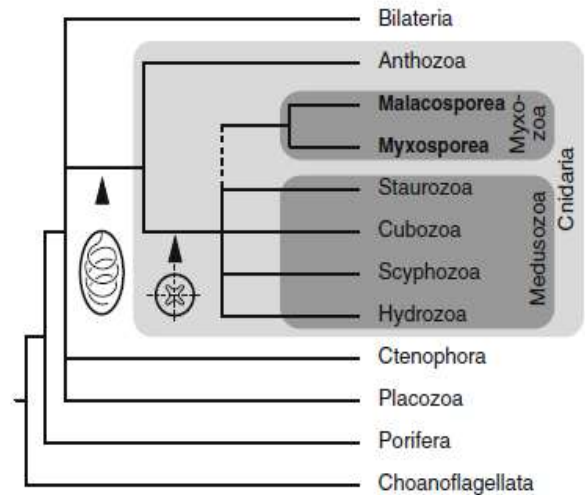 Bilateria
Anthozoa
Malacosporea
Myxosporea
Myxo-
zoa
Staurozoa
Cubozoa
Scyphozoa
Hydrozoa
Medusozoa
Cnidaria
Ctenophora
Placozoa
Porifera
Choanoflagellata